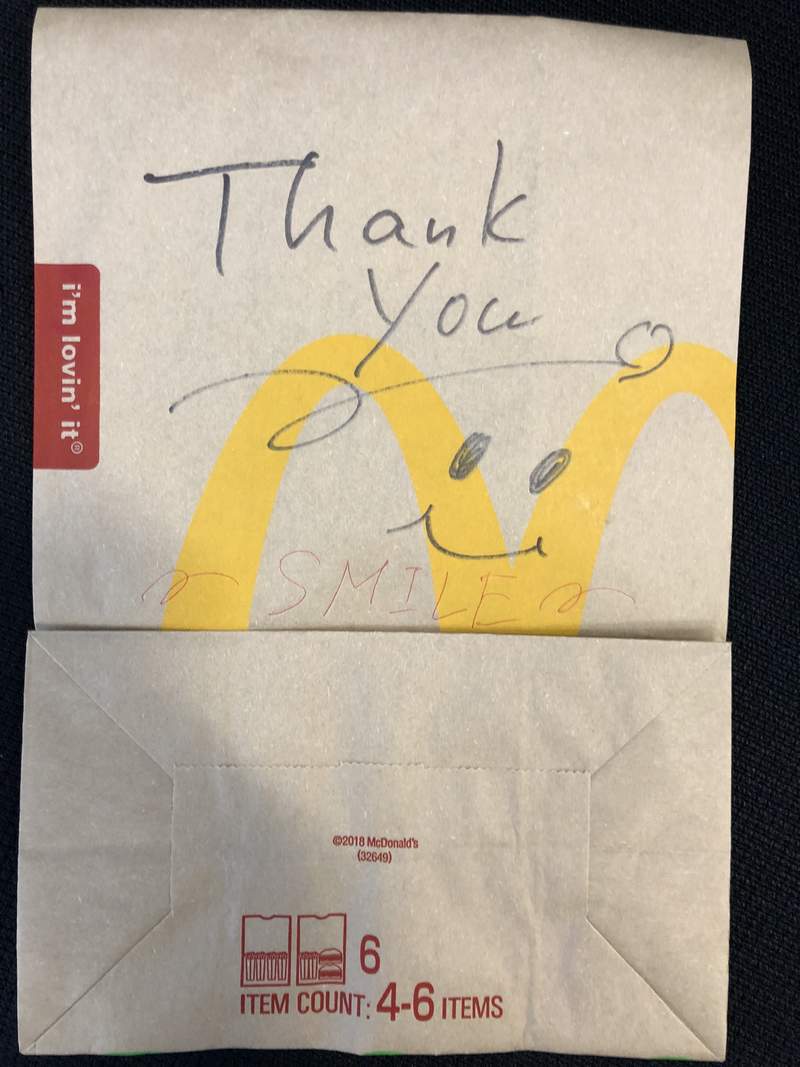 Thank
you
i'm lovin' it®
SMILE
©2018 McDonald's
(32649)
6
ITEM COUNT: 4-6 ITEMS